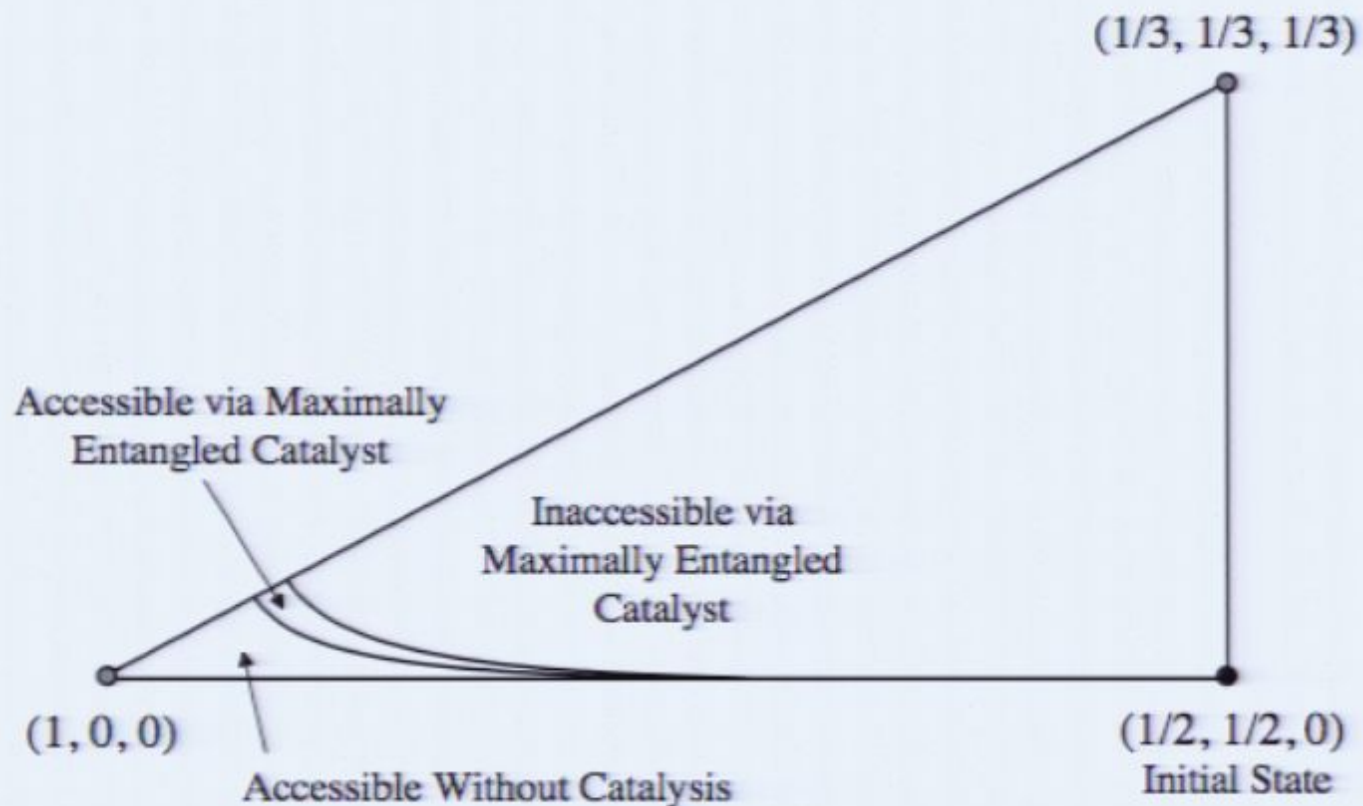 (1/3, 1/3, 1/3)
Accessible via Maximally
Entangled Catalyst
Inaccessible via
Maximally Entangled
Catalyst
(1, 0, 0)
(1/2, 1/2, 0)
Initial State
Accessible Without Catalysis